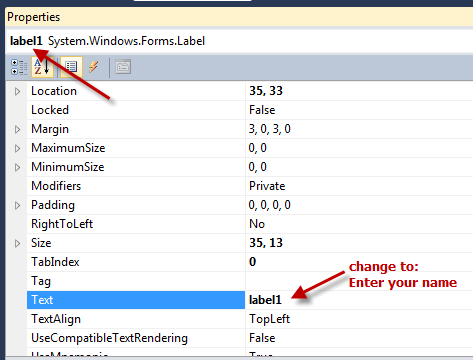 Properties
label1 System.Windows.Forms.Label
Location 35, 33
Locked False
Margin 3, 0, 3, 0
MaximumSize 0, 0
MinimumSize 0, 0
Modifiers Private
Padding 0, 0, 0, 0
RightToLeft No
Size 35, 13
TabIndex 0
Tag
change to:
Enter your name
Text label1
TextAlign TopLeft
UseCompatibleTextRendering False
UseMnemonic True